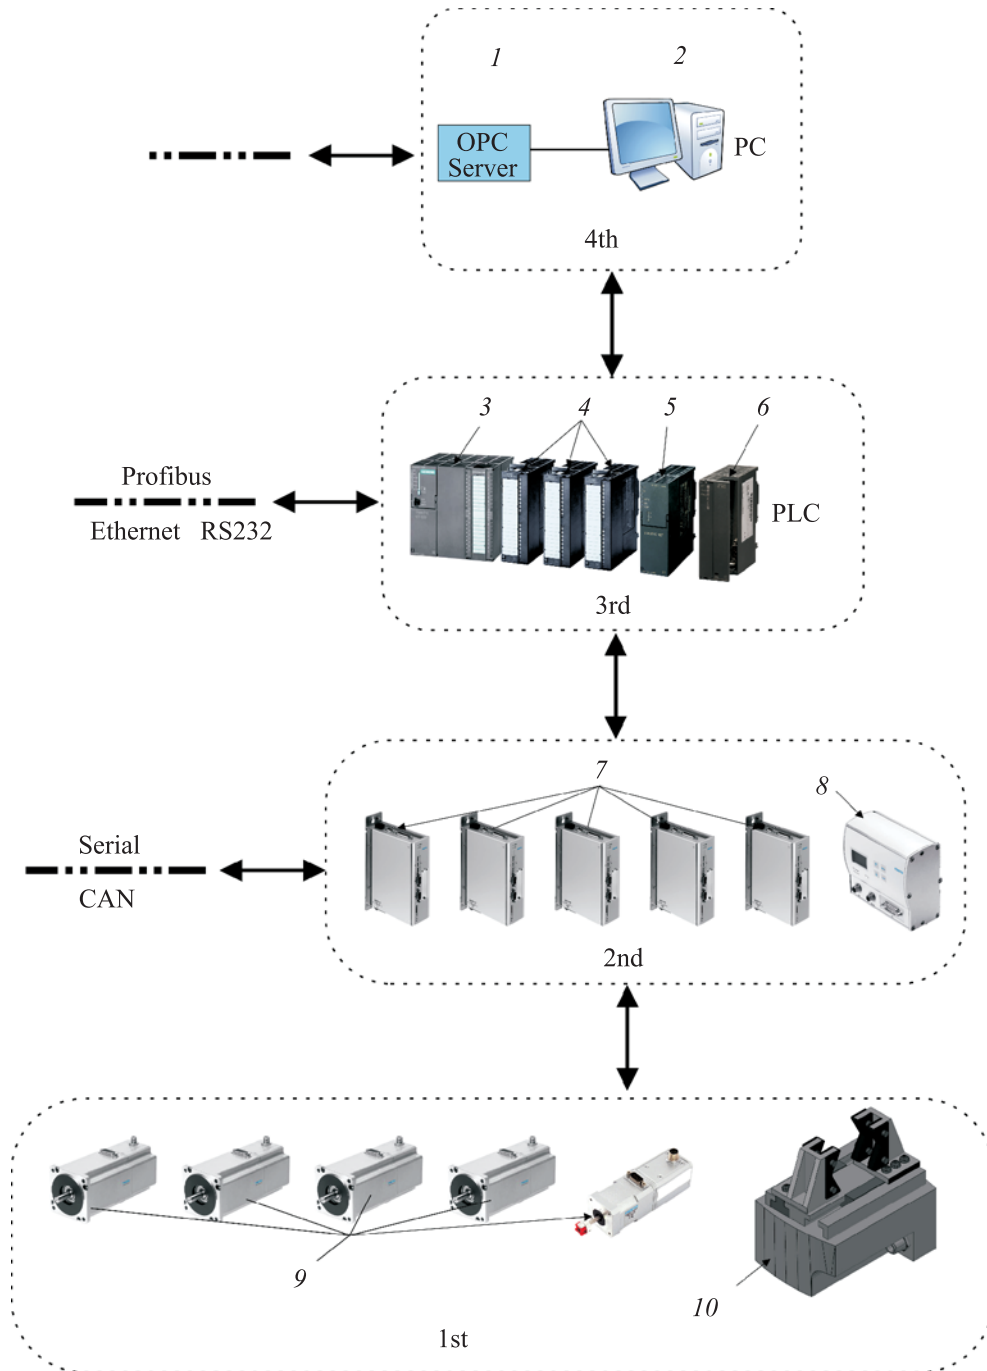 1
2
OPC
Server
PC
4th
3
4
5
6
Profibus
Ethernet RS232
PLC
3rd
7
8
Serial
CAN
2nd
9
10
1st